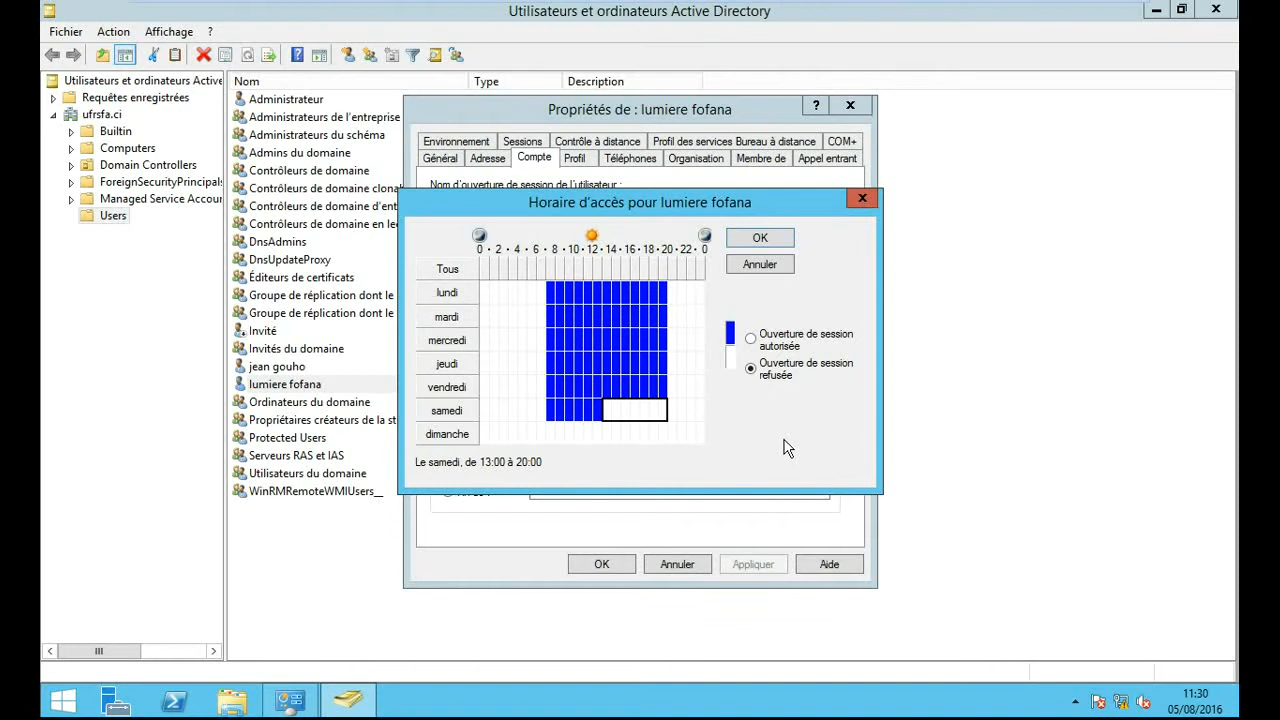 Utilisateurs et ordinateurs Active Directory
Fichier Action Affichage ?
Utilisateurs et ordinateurs Active
Requêtes enregistrées
ufrsfa.ci
Builtin
Computers
Domain Controllers
ForeignSecurityPrincipals
Managed Service Accour
Users
Nom Type Description
Administrateur
Administrateurs de l'entreprise
Administrateurs du schéma
Admins du domaine
Contrôleurs de domaine
Contrôleurs de domaine clonal
Contrôleurs de domaine d'ent
Contrôleurs de domaine en lec
DnsAdmins
DnsUpdateProxy
Éditeurs de certificats
Groupe de réplication dont le
Groupe de réplication dont le
Invité
Invités du domaine
jean gouho
lumiere fofana
Ordinateurs du domaine
Propriétaires créateurs de la st
Protected Users
Serveurs RAS et IAS
Utilisateurs du domaine
WinRMRemoteWMIUsers__
Propriétés de : lumiere fofana
?
Environnement Sessions Contrôle à distance Profil des services Bureau à distance COM+
Général Adresse Compte Profil Téléphones Organisation Membre de Appel entrant
Nom d'ouverture de session de l'utilisateur :
Horaire d'accès pour lumiere fofana
0 · 2 · 4 · 6 · 8 · 10 · 12 · 14 · 16 · 18 · 20 · 22 · 0
Tous
lundi
mardi
mercredi
jeudi
vendredi
samedi
dimanche
Le samedi, de 13:00 à 20:00
OK
Annuler
Ouverture de session
autorisée
Ouverture de session
refusée
OK Annuler Appliquer Aide
11:30
05/08/2016